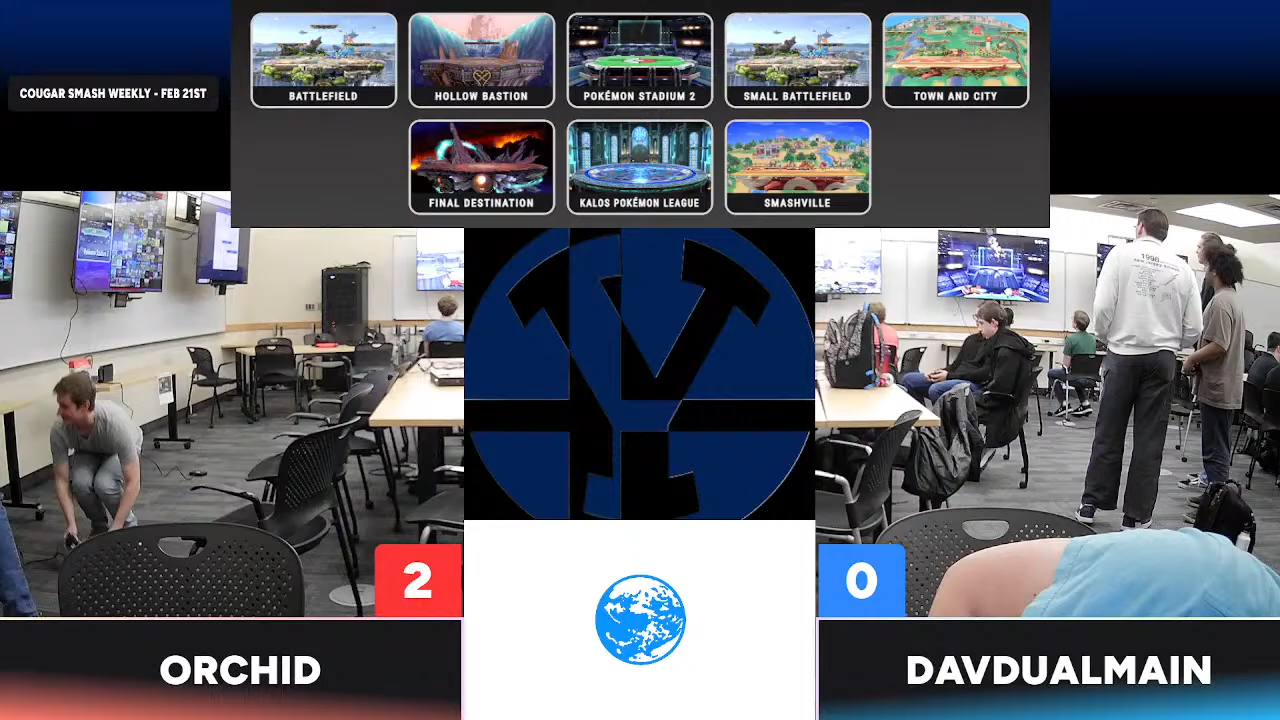 BATTLEFIELD
HOLLOW BASTION
POKÉMON STADIUM 2
SMALL BATTLEFIELD
TOWN AND CITY
COUGAR SMASH WEEKLY - FEB 21ST
FINAL DESTINATION
KALOS POKÉMON LEAGUE
SMASHVILLE
1998
2
0
ORCHID
DAVDUALMAIN